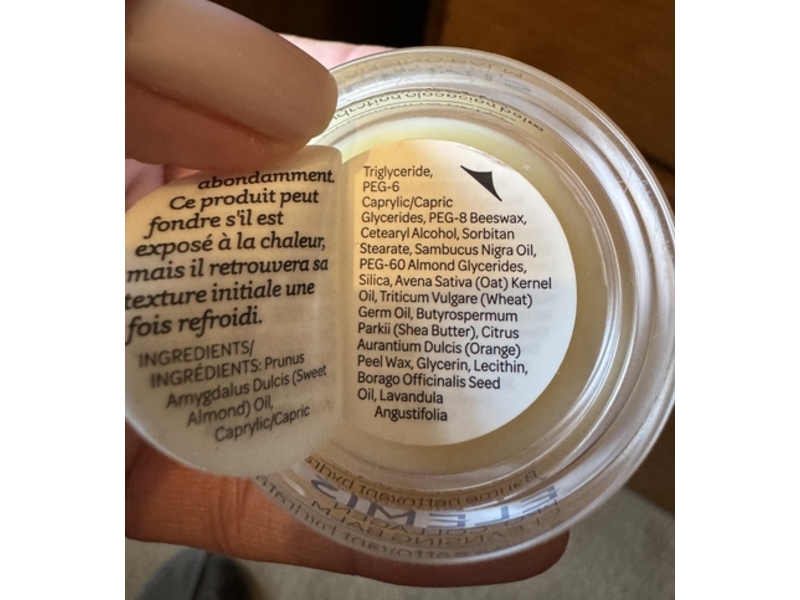 abondamment.
Ce produit peut
fondre s'il est
exposé à la chaleur,
mais il retrouvera sa
texture initiale une
fois refroidi.
INGREDIENTS/
INGRÉDIENTS: Prunus
Amygdalus Dulcis (Sweet
Almond) Oil,
Caprylic/Capric
Triglyceride,
PEG-6
Caprylic/Capric
Glycerides, PEG-8 Beeswax,
Cetearyl Alcohol, Sorbitan
Stearate, Sambucus Nigra Oil,
PEG-60 Almond Glycerides,
Silica, Avena Sativa (Oat) Kernel
Oil, Triticum Vulgare (Wheat)
Germ Oil, Butyrospermum
Parkii (Shea Butter), Citrus
Aurantium Dulcis (Orange)
Peel Wax, Glycerin, Lecithin,
Borago Officinalis Seed
Oil, Lavandula
Angustifolia
ELEMIS
CLEANSING BALM